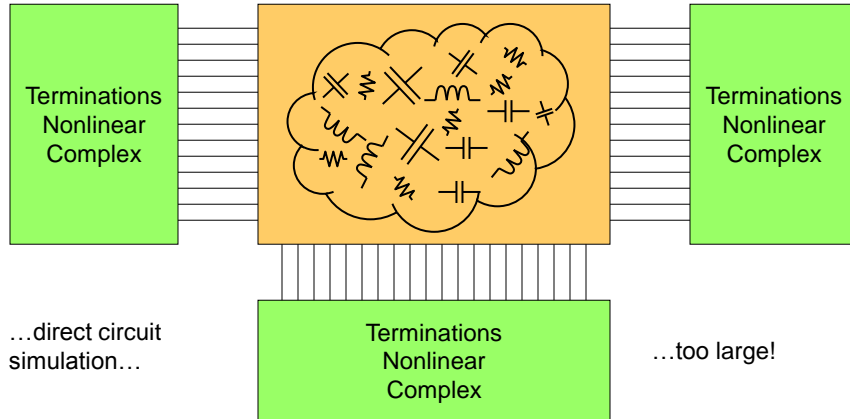 Terminations
Nonlinear
Complex
Terminations
Nonlinear
Complex
Terminations
Nonlinear
Complex
…direct circuit
simulation…
…too large!